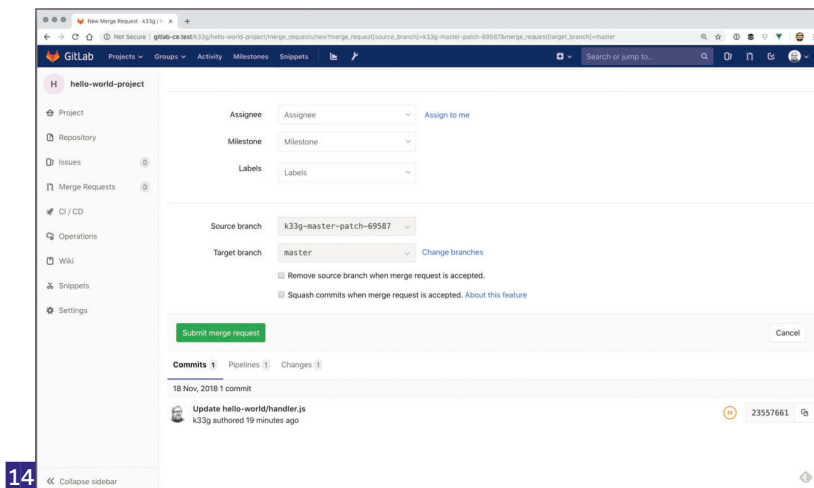 New Merge Request · k33g /
Not Secure | gitlab-ce.test/k33g/hello-world-project/merge_requests/new?merge_request[source_branch]=k33g-master-patch-69587&merge_request[target_branch]=master
GitLab Projects Groups Activity Milestones Snippets Search or jump to...
H hello-world-project
Project
Repository
Issues 0
Merge Requests 0
CI / CD
Operations
Wiki
Snippets
Settings
Collapse sidebar
Assignee Assignee Assign to me
Milestone Milestone
Labels Labels
Source branch k33g-master-patch-69587
Target branch master Change branches
Remove source branch when merge request is accepted.
Squash commits when merge request is accepted. About this feature
Submit merge request Cancel
Commits 1 Pipelines 1 Changes 1
18 Nov, 2018 1 commit
Update hello-world/handler.js
k33g authored 19 minutes ago
23557661
14